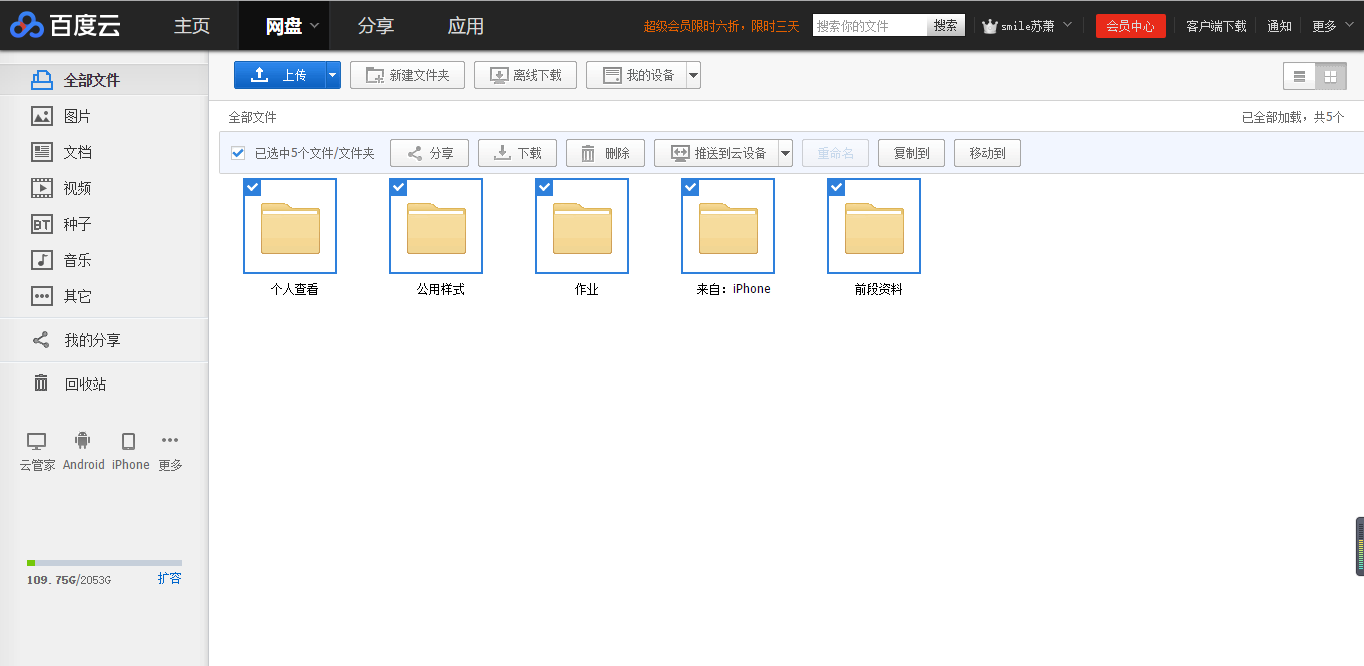 百度云 主页 网盘 分享 应用 超级会员限时六折，限时三天 搜索你的文件 搜索 smile苏萧 会员中心 客户端下载 通知 更多
全部文件 上传 新建文件夹 离线下载 我的设备
图片 全部文件 已全部加载，共5个
文档 已选中5个文件/文件夹 分享 下载 删除 推送到云设备 重命名 复制到 移动到
视频
BT 种子
音乐
其它 个人查看 公用样式 作业 来自：iPhone 前段资料
我的分享
回收站
云管家 Android iPhone 更多
109.75G/2053G 扩容